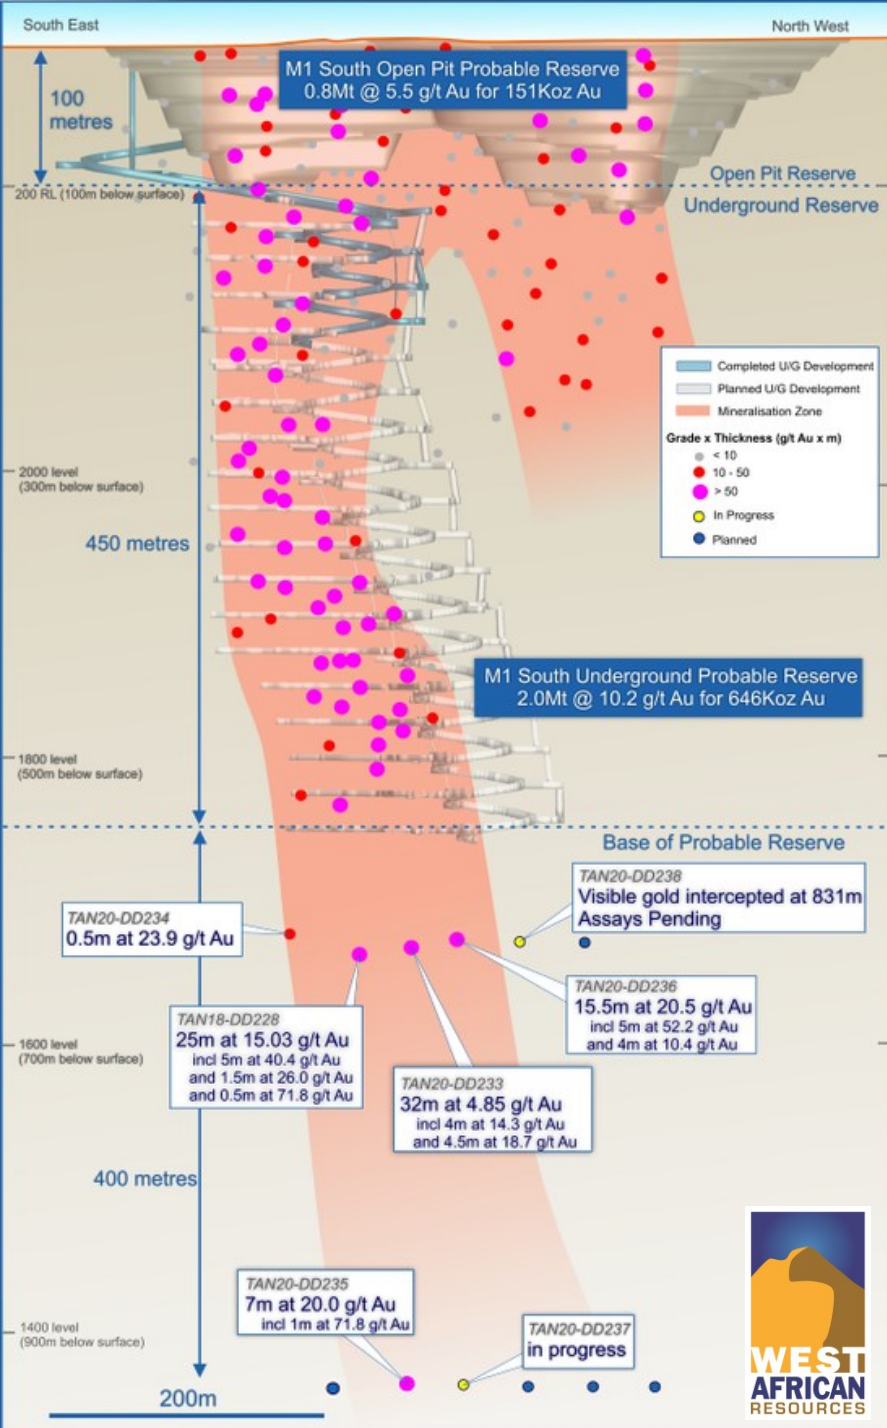 South East
North West
M1 South Open Pit Probable Reserve
0.8Mt @ 5.5 g/t Au for 151Koz Au
100
metres
Open Pit Reserve
200 RL (100m below surface)
Underground Reserve
Completed U/G Development
Planned U/G Development
Mineralisation Zone
Grade x Thickness (g/t Au x m)
< 10
10 - 50
> 50
In Progress
Planned
2000 level
(300m below surface)
450 metres
M1 South Underground Probable Reserve
2.0Mt @ 10.2 g/t Au for 646Koz Au
1800 level
(500m below surface)
Base of Probable Reserve
TAN20-DD238
Visible gold intercepted at 831m
Assays Pending
TAN20-DD234
0.5m at 23.9 g/t Au
TAN20-DD236
15.5m at 20.5 g/t Au
incl 5m at 52.2 g/t Au
and 4m at 10.4 g/t Au
TAN18-DD228
25m at 15.03 g/t Au
incl 5m at 40.4 g/t Au
and 1.5m at 26.0 g/t Au
and 0.5m at 71.8 g/t Au
1600 level
(700m below surface)
TAN20-DD233
32m at 4.85 g/t Au
incl 4m at 14.3 g/t Au
and 4.5m at 18.7 g/t Au
400 metres
TAN20-DD235
7m at 20.0 g/t Au
incl 1m at 71.8 g/t Au
1400 level
(900m below surface)
TAN20-DD237
in progress
200m
WEST
AFRICAN
RESOURCES